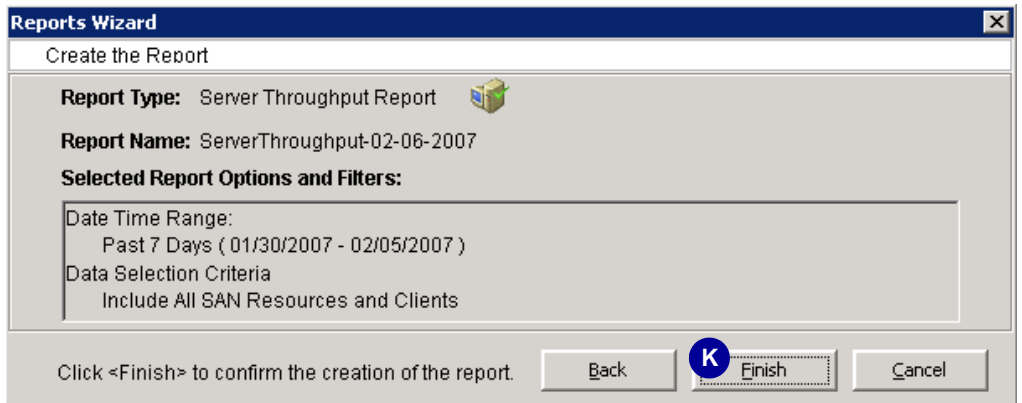 Reports Wizard
Create the Report
Report Type: Server Throughput Report
Report Name: ServerThroughput-02-06-2007
Selected Report Options and Filters:
Date Time Range:
Past 7 Days ( 01/30/2007 - 02/05/2007 )
Data Selection Criteria
Include All SAN Resources and Clients
Click <Finish> to confirm the creation of the report. Back K Finish Cancel